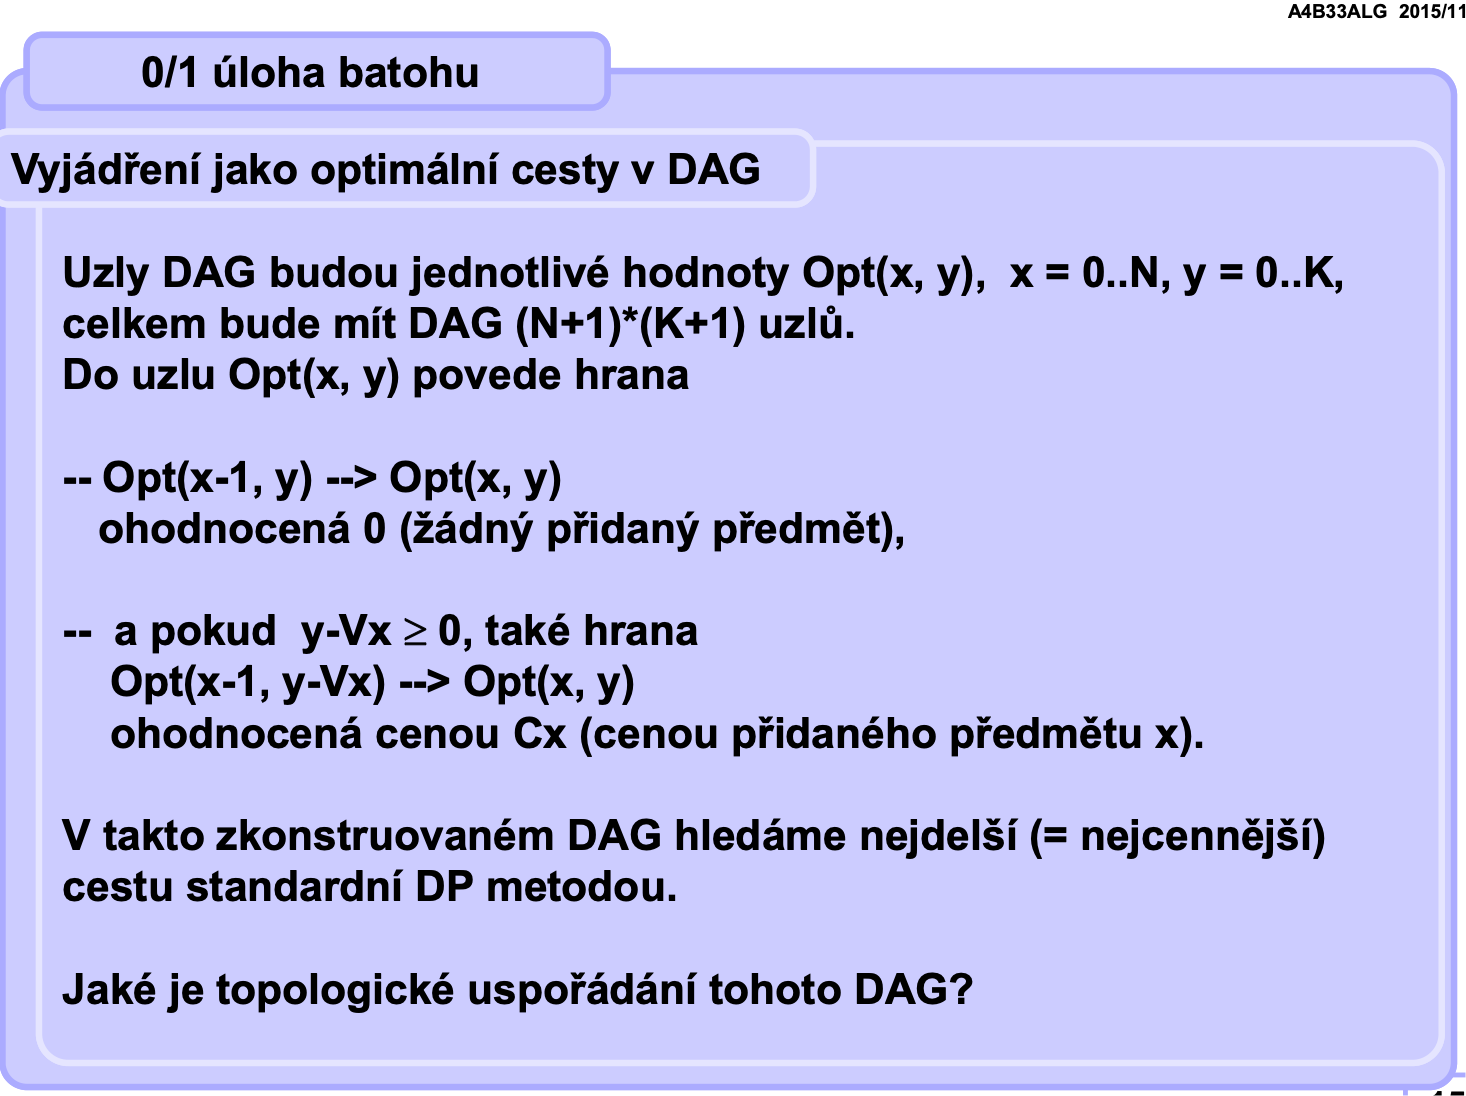 A4B33ALG 2015/11
0/1 úloha batohu
Vyjádření jako optimální cesty v DAG
Uzly DAG budou jednotlivé hodnoty Opt(x, y), x = 0..N, y = 0..K,
celkem bude mít DAG (N+1)*(K+1) uzlů.
Do uzlu Opt(x, y) povede hrana
-- Opt(x-1, y) --> Opt(x, y)
ohodnocená 0 (žádný přidaný předmět),
-- a pokud y-Vx ≥ 0, také hrana
Opt(x-1, y-Vx) --> Opt(x, y)
ohodnocená cenou Cx (cenou přidaného předmětu x).
V takto zkonstruovaném DAG hledáme nejdelší (= nejcennější)
cestu standardní DP metodou.
Jaké je topologické uspořádání tohoto DAG?